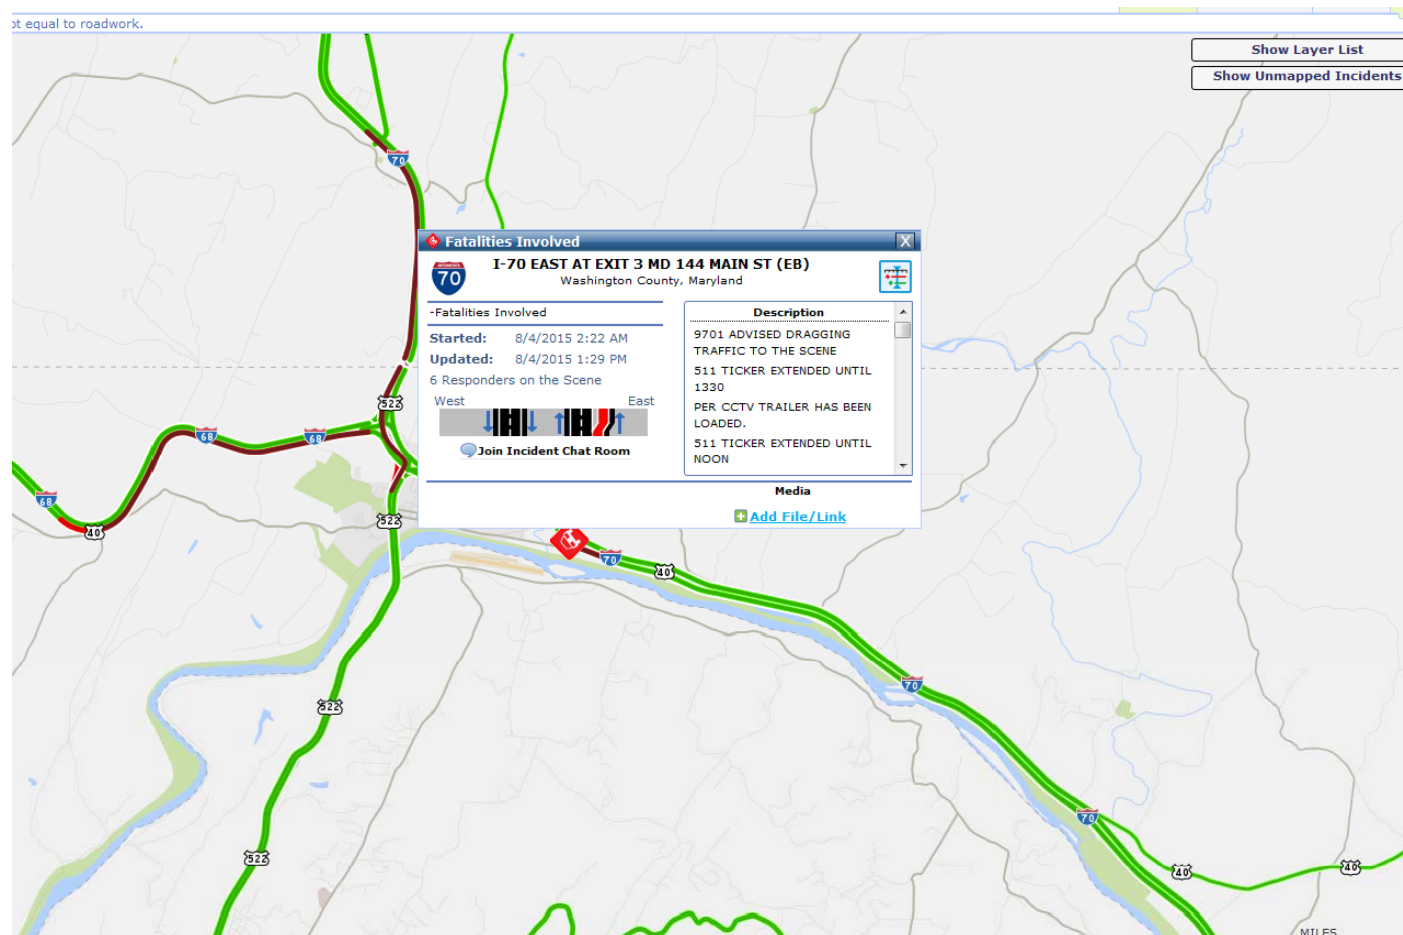 ot equal to roadwork.
Show Layer List
Show Unmapped Incidents
70
Fatalities Involved
X
70
I-70 EAST AT EXIT 3 MD 144 MAIN ST (EB)
Washington County, Maryland
-Fatalities Involved
Started: 8/4/2015 2:22 AM
Updated: 8/4/2015 1:29 PM
6 Responders on the Scene
West East
Join Incident Chat Room
Description
9701 ADVISED DRAGGING
TRAFFIC TO THE SCENE
511 TICKER EXTENDED UNTIL
1330
PER CCTV TRAILER HAS BEEN
LOADED.
511 TICKER EXTENDED UNTIL
NOON
Media
Add File/Link
522
68
68
68
40
522
70
40
70
522
70
522
40
40
MILES